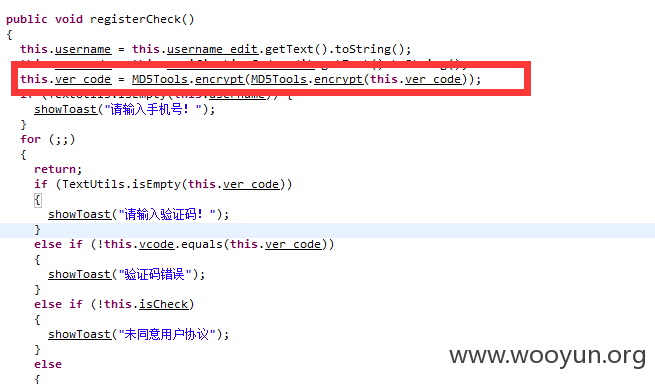 public void registerCheck()
{
this.username = this.username_edit.getText().toString();
this.ver_code = MD5Tools.encrypt(MD5Tools.encrypt(this.ver_code));
if (TextUtils.isEmpty(this.username)) {
showToast("请输入手机号！");
}
for (;;)
{
return;
if (TextUtils.isEmpty(this.ver_code))
{
showToast("请输入验证码！");
}
else if (!this.vcode.equals(this.ver_code))
{
showToast("验证码错误");
}
else if (!this.isCheck)
{
showToast("未同意用户协议");
}
else
{
www.wooyun.org